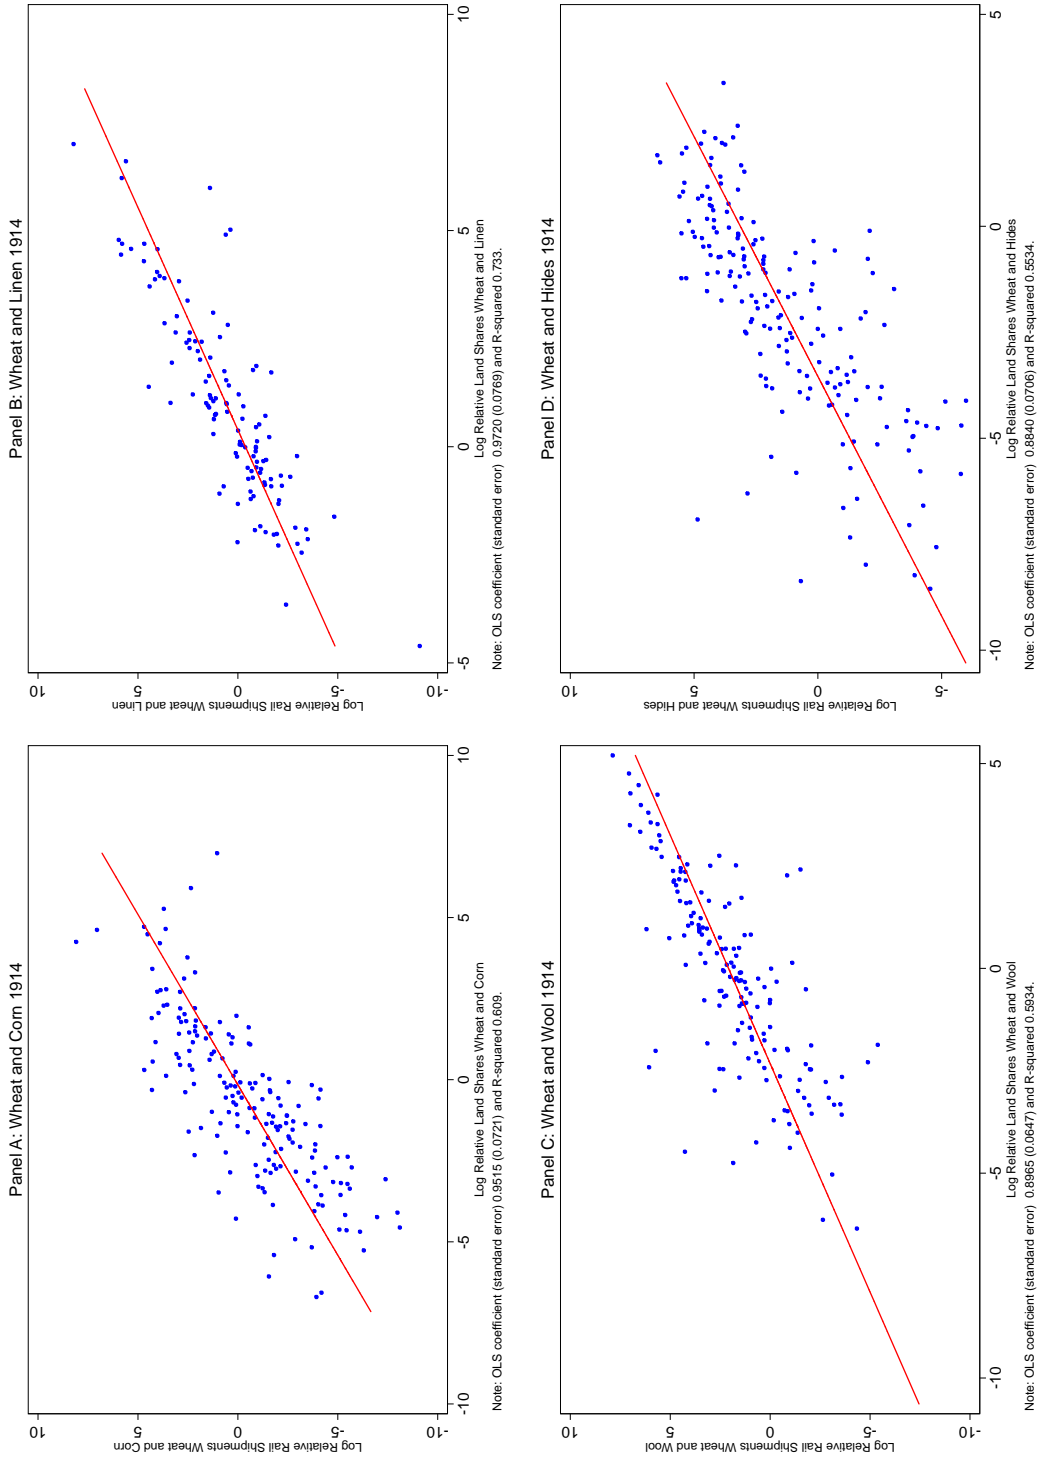 Panel A: Wheat and Corn 1914
Log Relative Rail Shipments Wheat and Corn
10
5
0
-5
-10
-10
-5
0
5
10
Log Relative Land Shares Wheat and Corn
Note: OLS coefficient (standard error) 0.9515 (0.0721) and R-squared 0.609.
Panel B: Wheat and Linen 1914
Log Relative Rail Shipments Wheat and Linen
10
5
0
-5
-10
-5
0
5
10
Log Relative Land Shares Wheat and Linen
Note: OLS coefficient (standard error) 0.9720 (0.0769) and R-squared 0.733.
Panel C: Wheat and Wool 1914
Log Relative Rail Shipments Wheat and Wool
10
5
0
-5
-10
-10
-5
0
5
Log Relative Land Shares Wheat and Wool
Note: OLS coefficient (standard error) 0.8965 (0.0647) and R-squared 0.5934.
Panel D: Wheat and Hides 1914
Log Relative Rail Shipments Wheat and Hides
10
5
0
-5
-10
-5
0
5
Log Relative Land Shares Wheat and Hides
Note: OLS coefficient (standard error) 0.8840 (0.0706) and R-squared 0.5534.